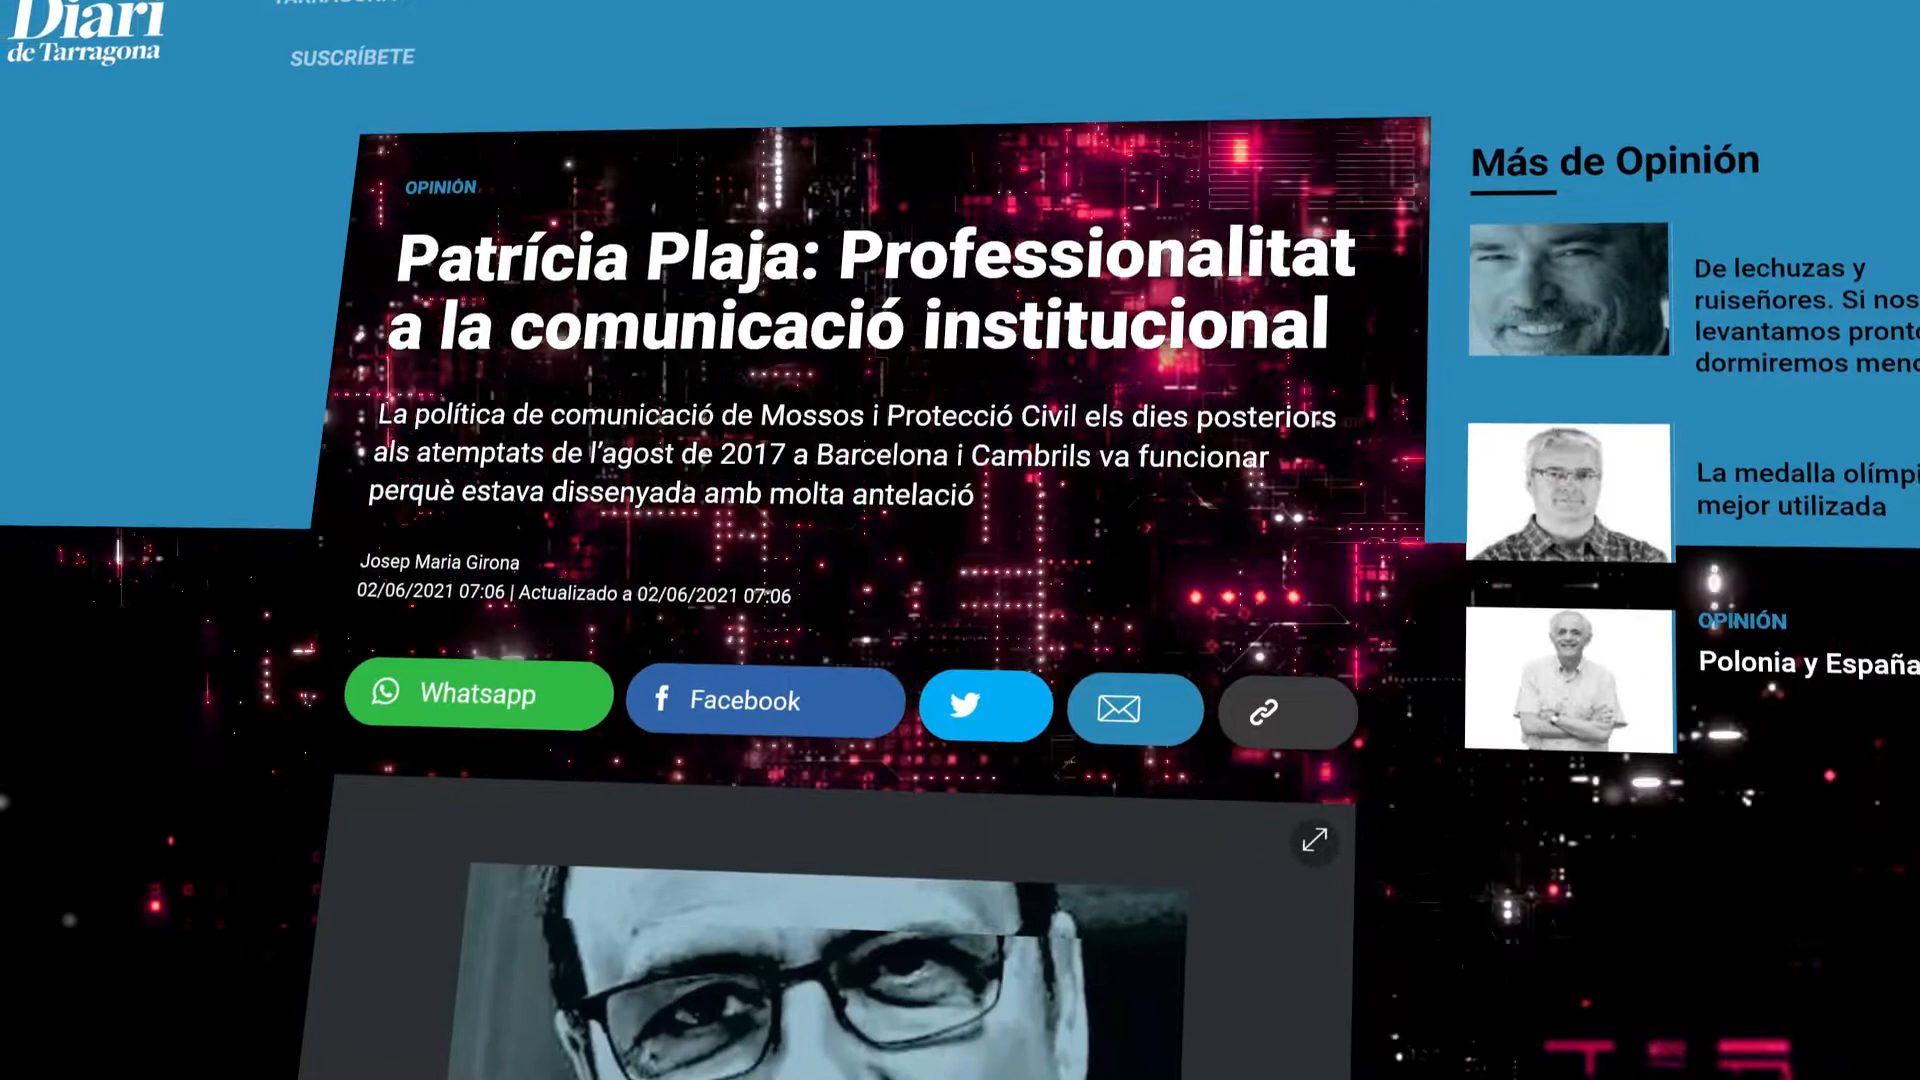 Diari
de Tarragona
SUSCRÍBETE
OPINIÓN
Patrícia Plaja: Professionalitat
a la comunicació institucional
La política de comunicació de Mossos i Protecció Civil els dies posteriors
als atemptats de l'agost de 2017 a Barcelona i Cambrils va funcionar
perquè estava dissenyada amb molta antelació
Josep Maria Girona
02/06/2021 07:06 | Actualizado a 02/06/2021 07:06
Whatsapp
Facebook
Más de Opinión
De lechuzas y
ruiseñores. Si nos
levantamos pronto
dormiremos meno
La medalla olímpi
mejor utilizada
OPINIÓN
Polonia y España